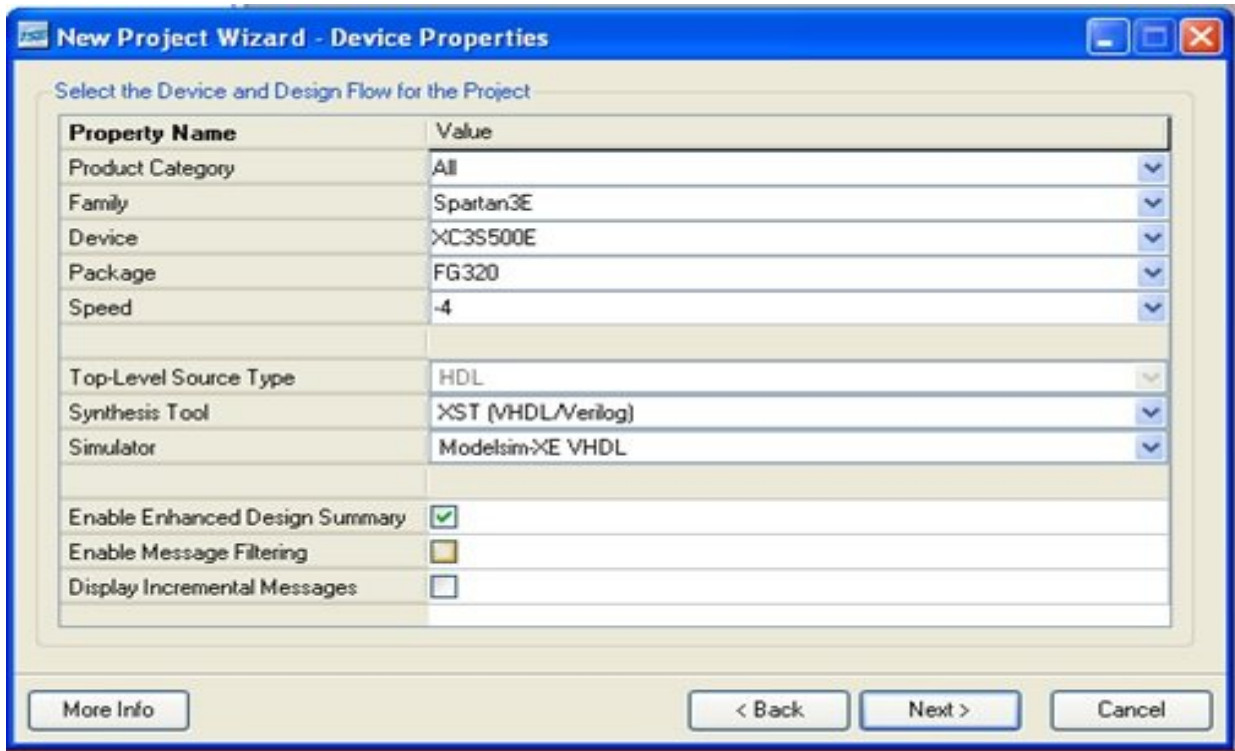 New Project Wizard - Device Properties
Select the Device and Design Flow for the Project
Property Name Value
Product Category All
Family Spartan3E
Device XC3S500E
Package FG320
Speed -4
Top-Level Source Type HDL
Synthesis Tool XST (VHDL/Verilog)
Simulator Modelsim-XE VHDL
Enable Enhanced Design Summary
Enable Message Filtering
Display Incremental Messages
More Info < Back Next > Cancel